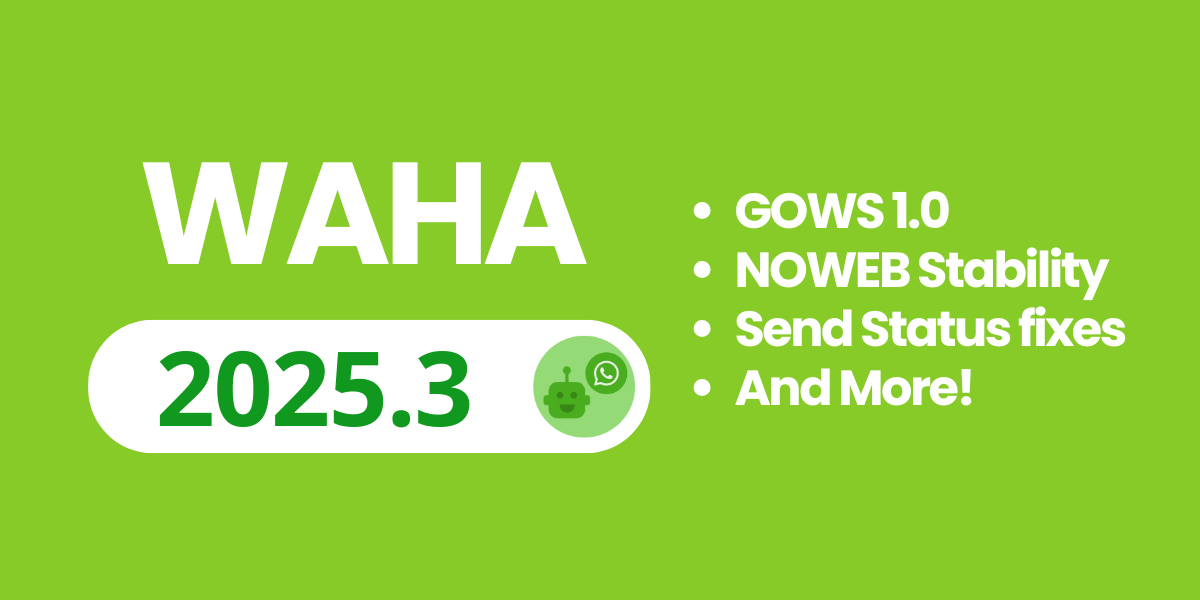 WAHA
2025.3
• GOWS 1.0
• NOWEB Stability
• Send Status fixes
• And More!